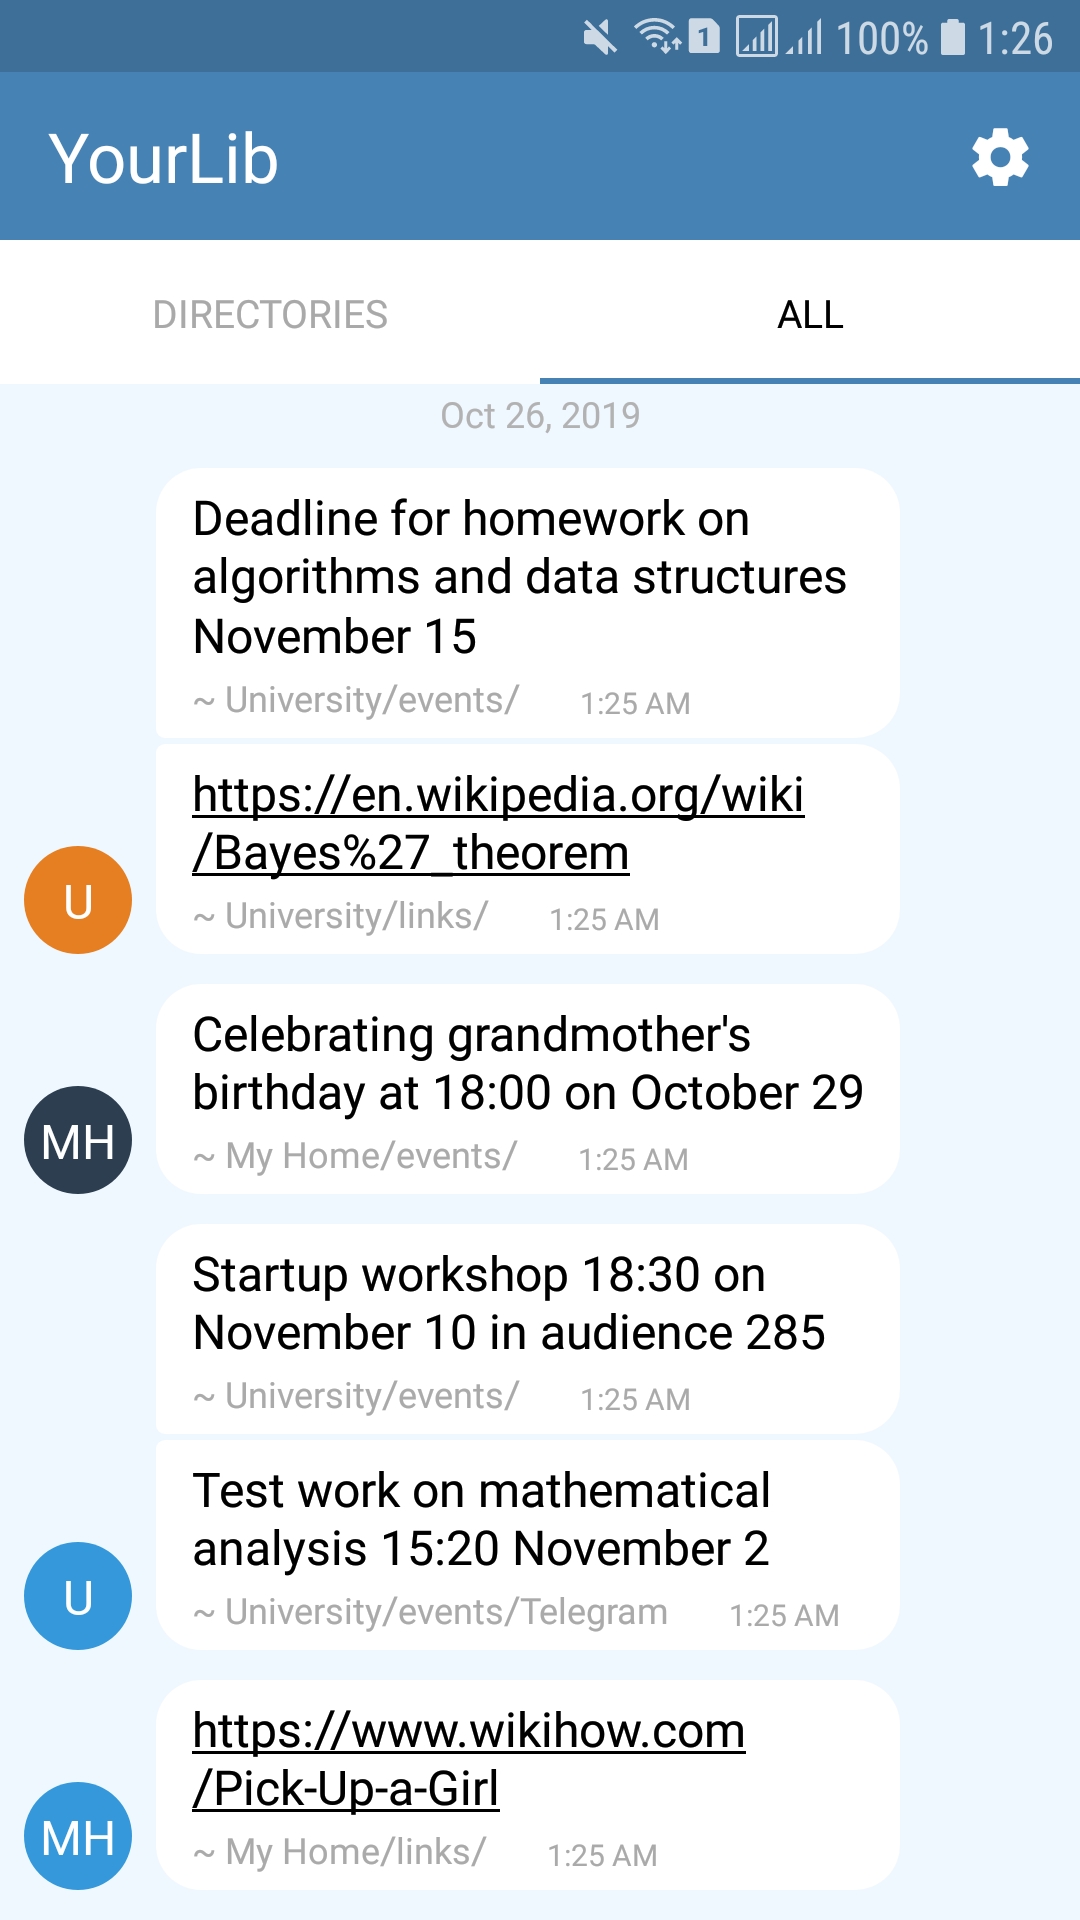 1 100% 1:26
YourLib
DIRECTORIES ALL
Oct 26, 2019
Deadline for homework on
algorithms and data structures
November 15
~ University/events/ 1:25 AM
https://en.wikipedia.org/wiki
/Bayes%27_theorem
U
~ University/links/ 1:25 AM
Celebrating grandmother's
birthday at 18:00 on October 29
MH
~ My Home/events/ 1:25 AM
Startup workshop 18:30 on
November 10 in audience 285
~ University/events/ 1:25 AM
Test work on mathematical
analysis 15:20 November 2
U
~ University/events/Telegram 1:25 AM
https://www.wikihow.com
/Pick-Up-a-Girl
MH
~ My Home/links/ 1:25 AM